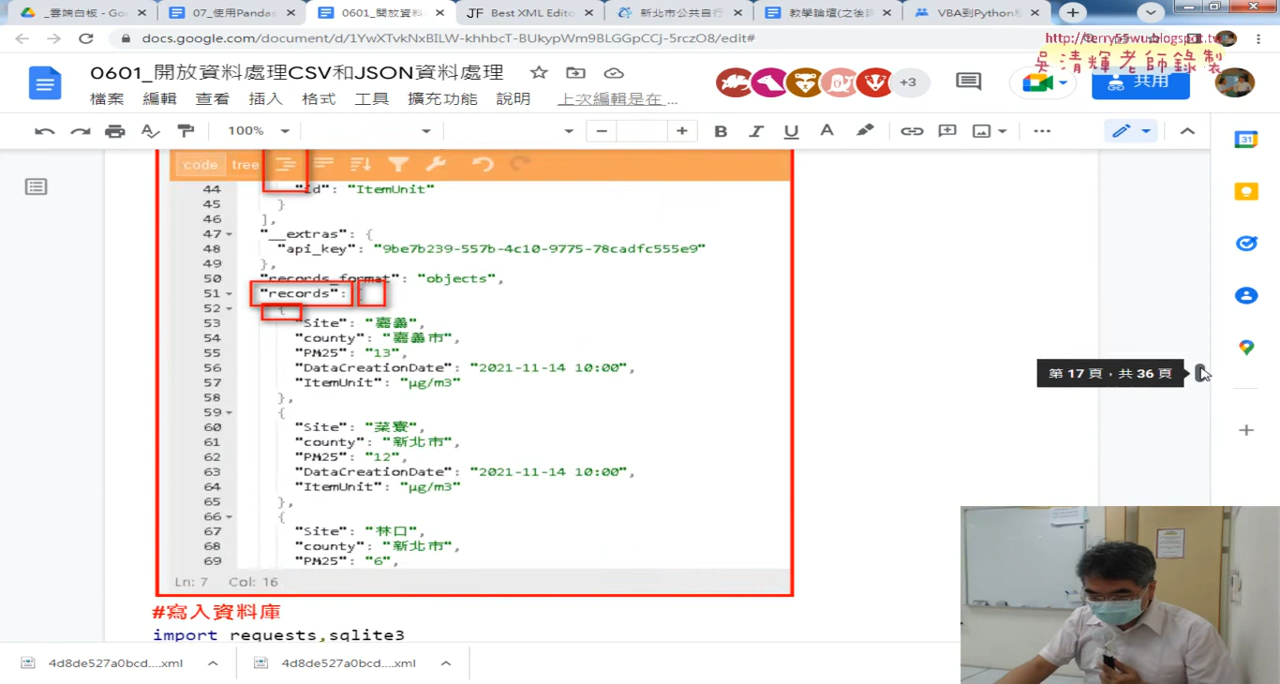 _雲端白板 - Go
07_使用Pandas
0601_開放資料
Best XML Edito
新北市公共自行
教學論壇(之後課
VBA到Python
docs.google.com/document/d/1YwXTvkNxBILW-khhbcT-BUkypWm9BLGGpCCj-5rczO8/edit#
http://terry55wu.blogspot.tw
吳清輝老師錄製
0601_開放資料處理CSV和JSON資料處理
+3
共用
檔案 編輯 查看 插入 格式 工具 擴充功能 說明 上次編輯是在 ...
100%
B I U A
31
code tree
44 "id": "ItemUnit"
45 }
46 ],
47 "__extras": {
48 "api_key": "9be7b239-557b-4c10-9775-78cadfc555e9"
49 },
50 "records_format": "objects",
51 "records": [
52 {
53 "Site": "嘉義",
54 "county": "嘉義市",
55 "PM25": "13",
56 "DataCreationDate": "2021-11-14 10:00",
57 "ItemUnit": "μg/m3"
58 },
59 {
60 "Site": "菜寮",
61 "county": "新北市",
62 "PM25": "12",
63 "DataCreationDate": "2021-11-14 10:00",
64 "ItemUnit": "μg/m3"
65 },
66 {
67 "Site": "林口",
68 "county": "新北市",
69 "PM25": "6",
Ln: 7 Col: 16
第 17 頁，共 36 頁
#寫入資料庫
import requests,sqlite3
4d8de527a0bcd....xml
4d8de527a0bcd....xml